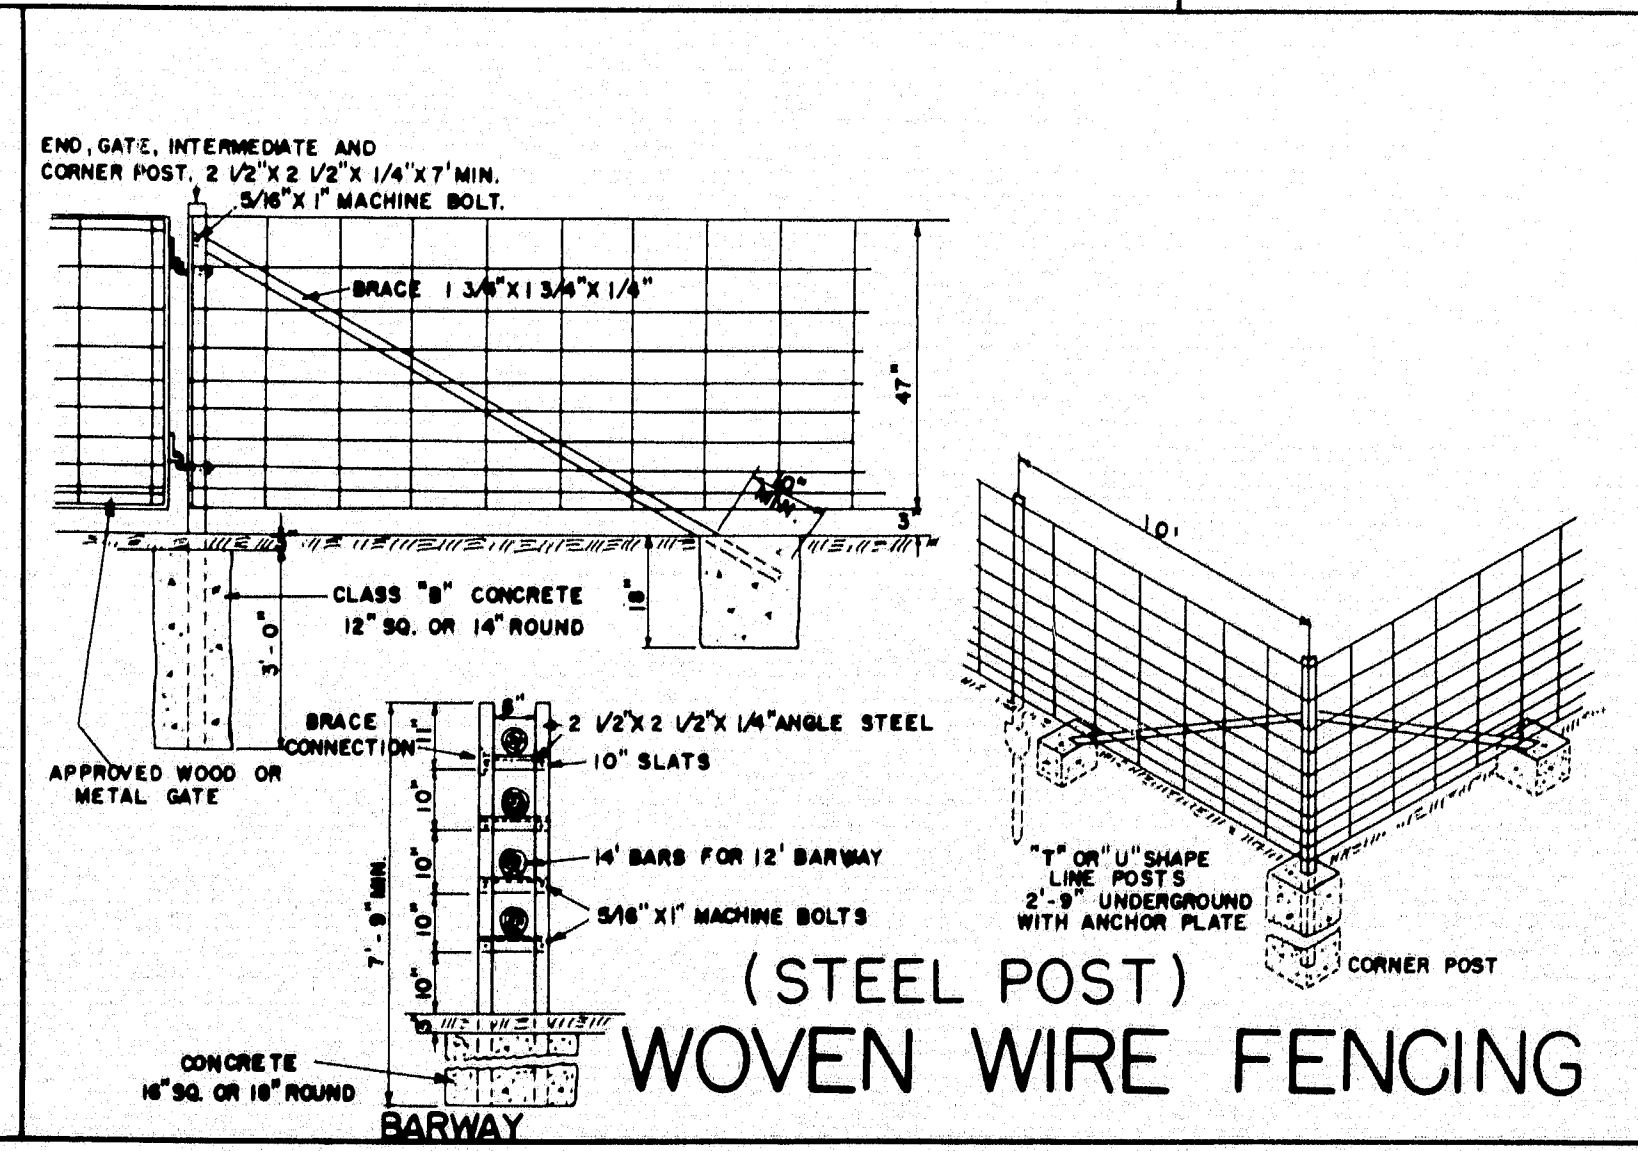 END, GATE, INTERMEDIATE AND
CORNER POST. 2 1/2"X 2 1/2"X 1/4"X 7' MIN.
5/16"X 1" MACHINE BOLT.
BRACE 1 3/4"X 1 3/4"X 1/4"
47"
MIN.
3"
10'
CLASS "B" CONCRETE
12" SQ. OR 14" ROUND
18"
3'-0"
APPROVED WOOD OR
METAL GATE
BRACE
CONNECTION
11"
2 1/2"X 2 1/2"X 1/4" ANGLE STEEL
10" SLATS
10"
10"
14' BARS FOR 12' BARWAY
7'-9" MIN.
10"
5/16" X 1" MACHINE BOLTS
10"
CONCRETE
16" SQ. OR 18" ROUND
BARWAY
"T" OR "U" SHAPE
LINE POSTS
2'-9" UNDERGROUND
WITH ANCHOR PLATE
CORNER POST
(STEEL POST)
WOVEN WIRE FENCING